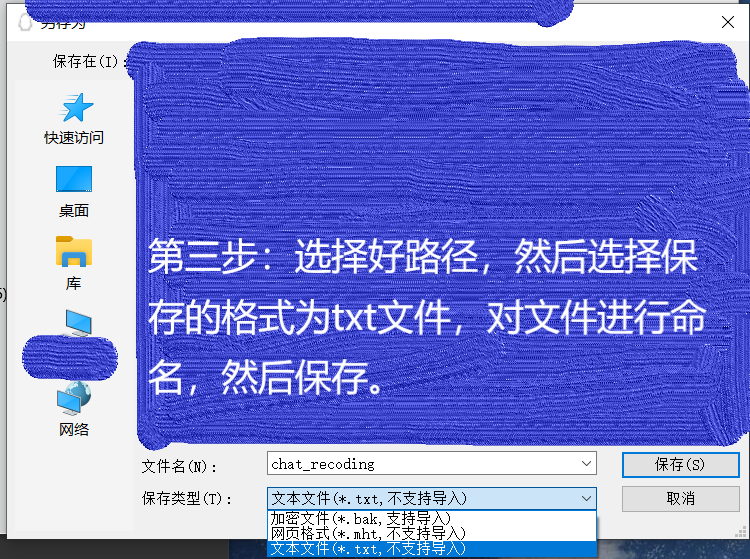 另存为
保存在(I):
快速访问
桌面
库
网络
第三步：选择好路径，然后选择保
存的格式为txt文件，对文件进行命
名，然后保存。
文件名(N):
chat_recoding
保存(S)
保存类型(T):
文本文件(*.txt,不支持导入)
取消
加密文件(*.bak,支持导入)
网页格式(*.mht,不支持导入)
文本文件(*.txt,不支持导入)